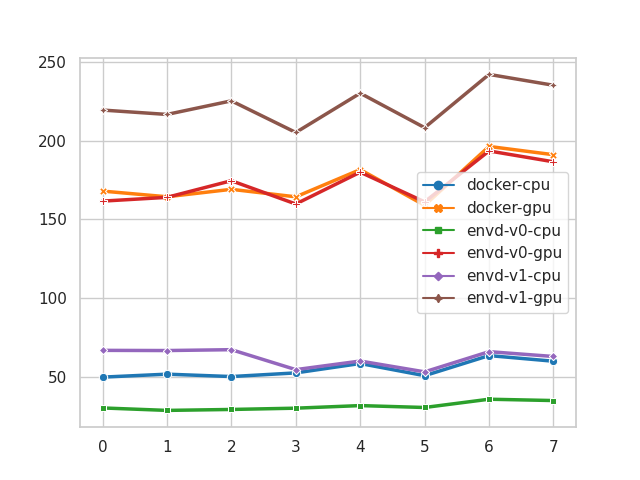 250
200
150
100
50
0 1 2 3 4 5 6 7
docker-cpu
docker-gpu
envd-v0-cpu
envd-v0-gpu
envd-v1-cpu
envd-v1-gpu